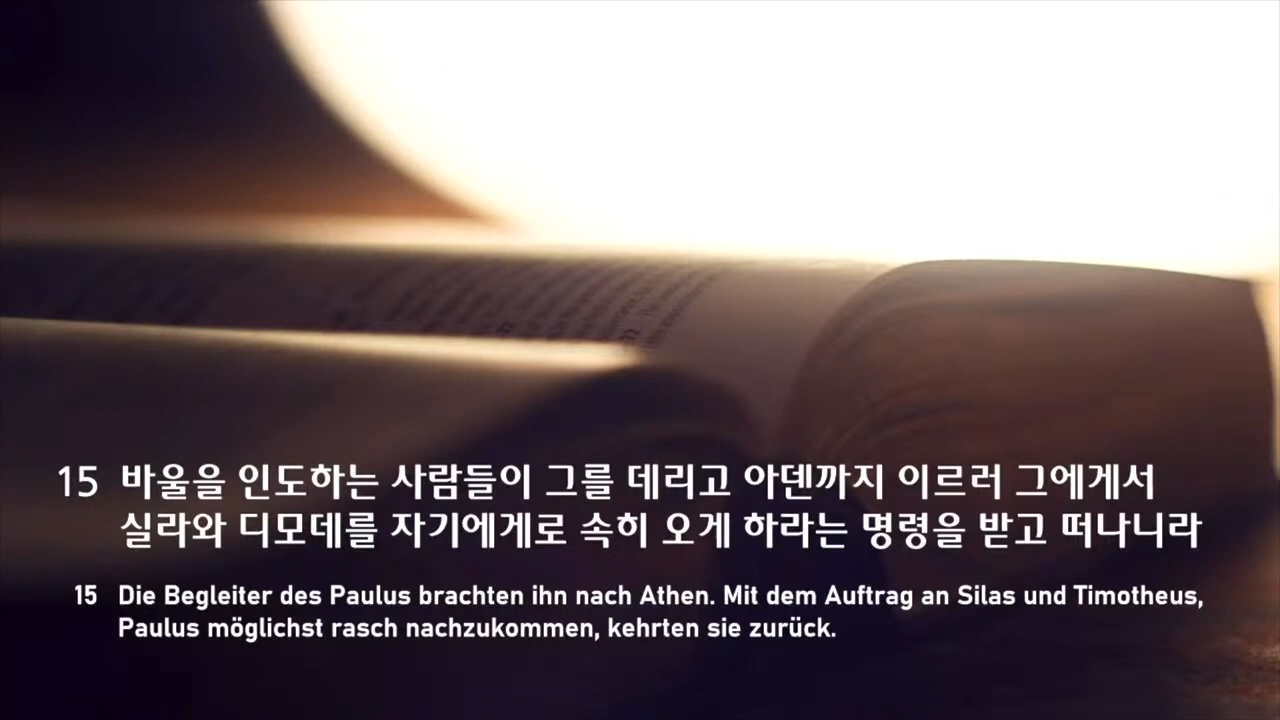 15 바울을 인도하는 사람들이 그를 데리고 아덴까지 이르러 그에게서
실라와 디모데를 자기에게로 속히 오게 하라는 명령을 받고 떠나니라
15 Die Begleiter des Paulus brachten ihn nach Athen. Mit dem Auftrag an Silas und Timotheus,
Paulus möglichst rasch nachzukommen, kehrten sie zurück.